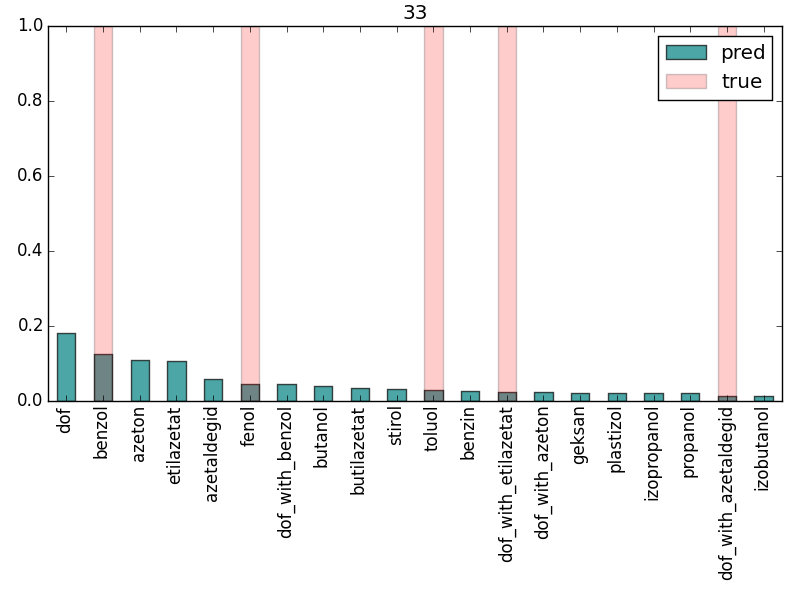 33
1.0
0.8
0.6
0.4
0.2
0.0
pred
true
dof
benzol
azeton
etilazetat
azetaldegid
fenol
dof_with_benzol
butanol
butilazetat
stirol
toluol
benzin
dof_with_etilazetat
dof_with_azeton
geksan
plastizol
izopropanol
propanol
dof_with_azetaldegid
izobutanol